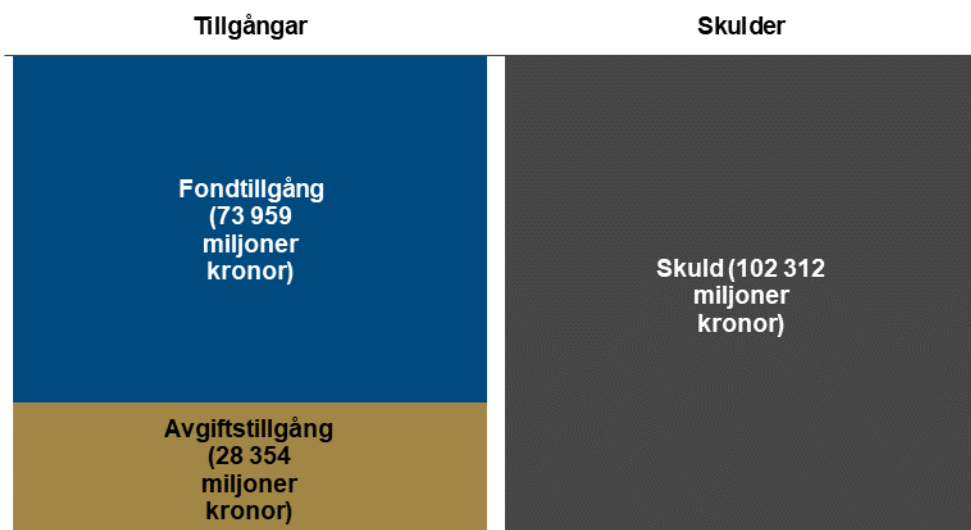 Tillgångar
Skulder
Fondtillgång
(73 959
miljoner
kronor)
Skuld (102 312
miljoner
kronor)
Avgiftstillgång
(28 354
miljoner
kronor)